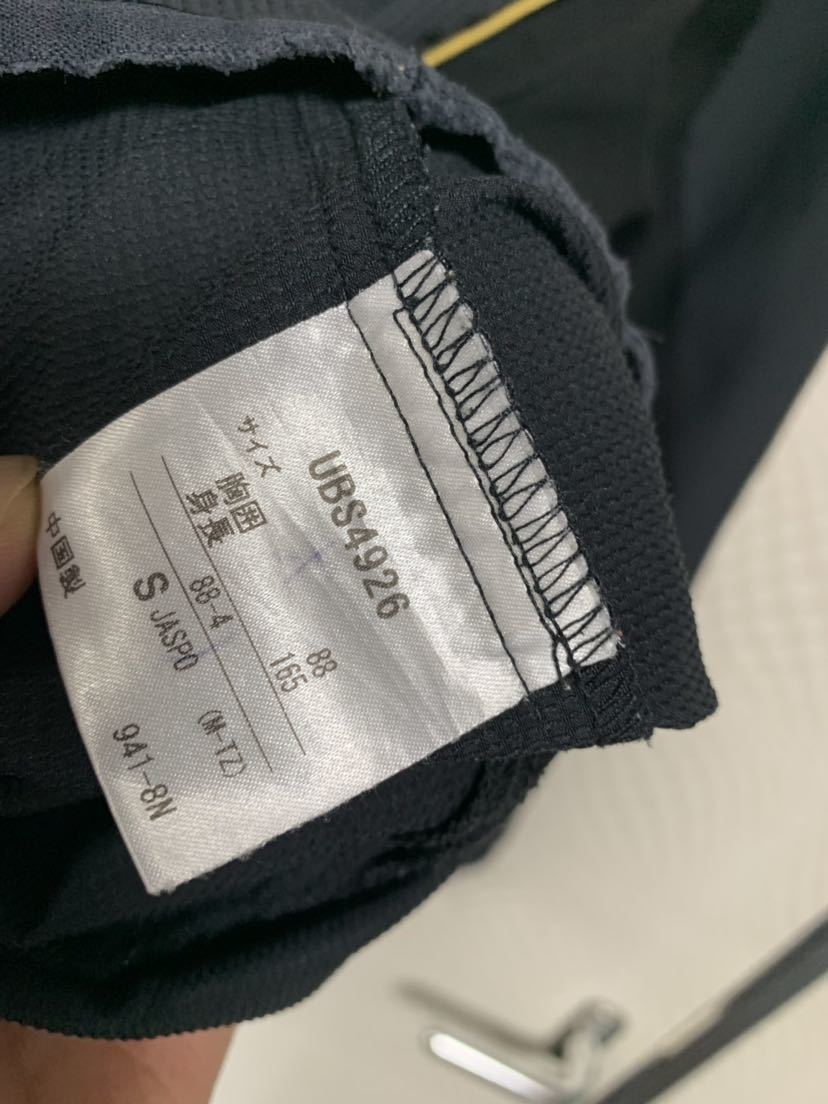 UBS4926
サイズ
胸囲 88
身長 165
88-4
S JASPO (M-TZ)
中国製 941-8N